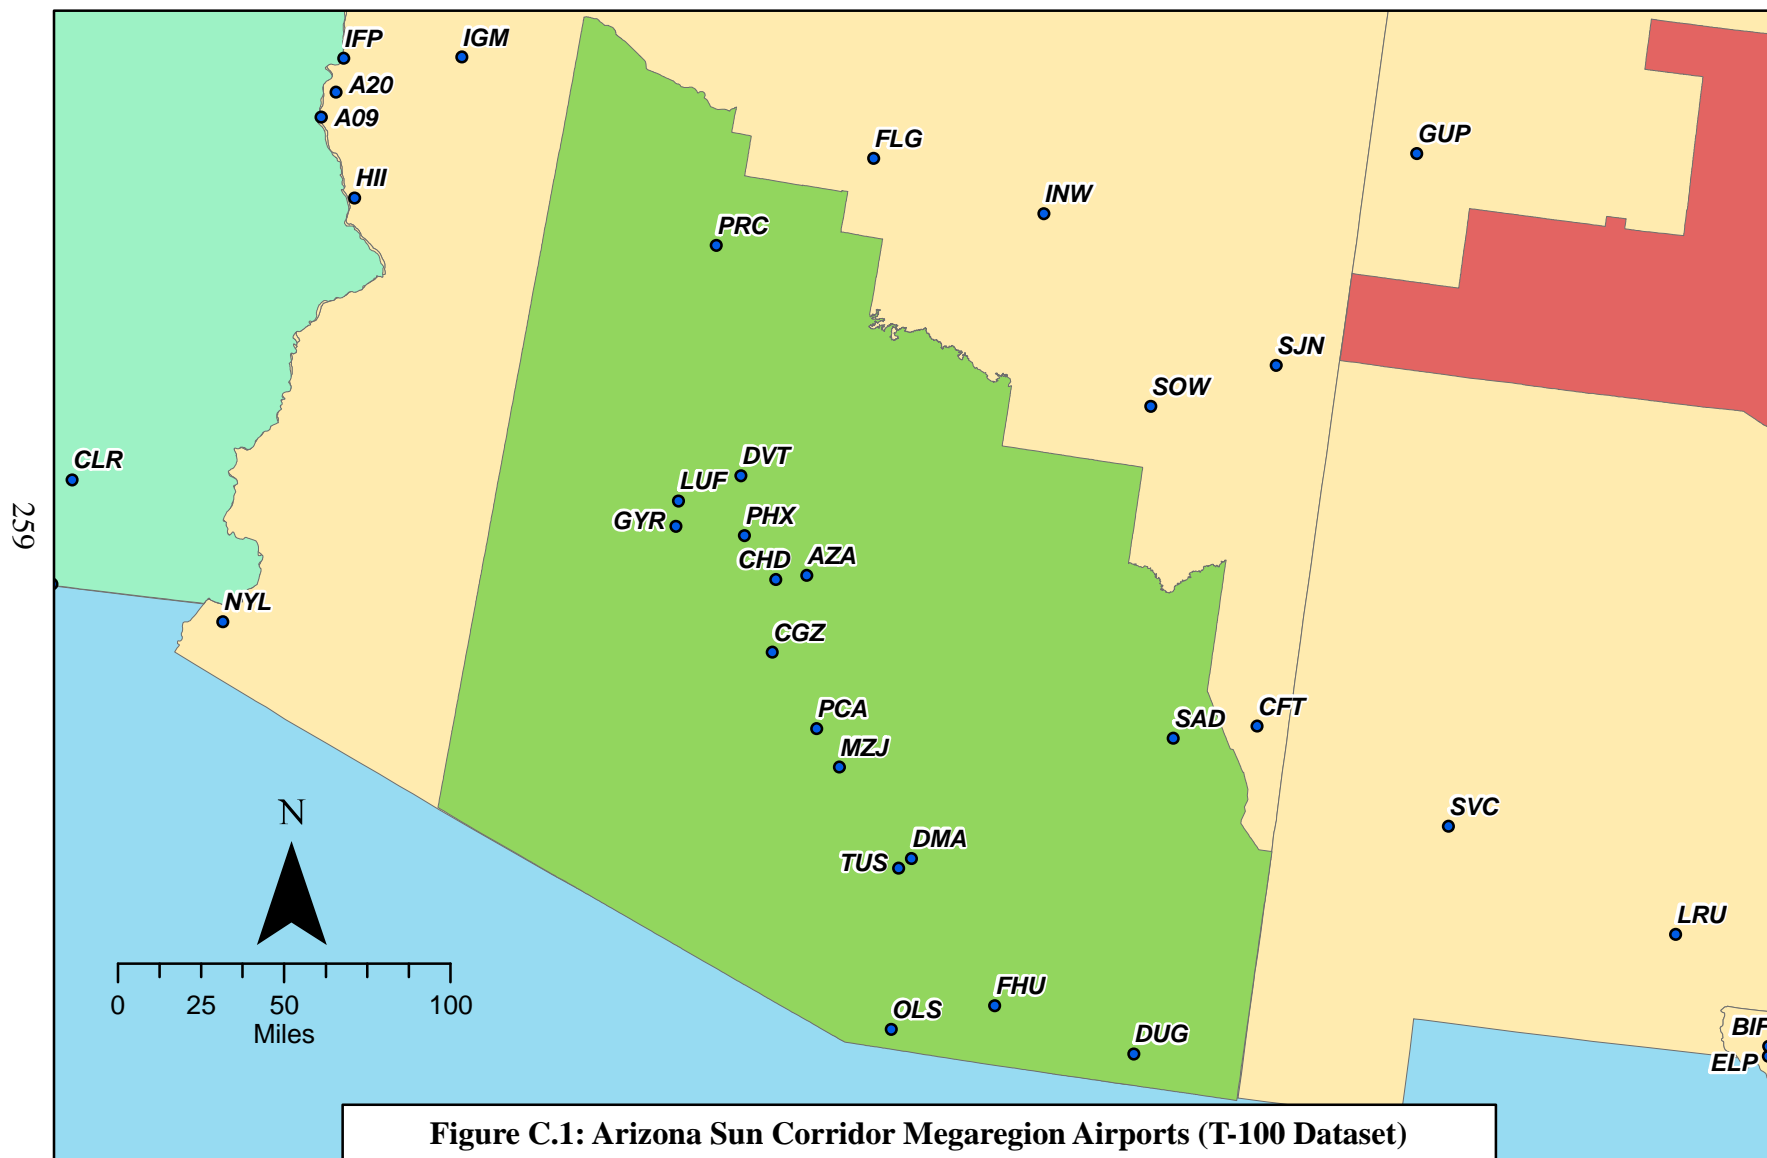 IFP
IGM
A20
A09
FLG
GUP
HII
INW
PRC
SJN
SOW
CLR
DVT
LUF
GYR
PHX
CHD
AZA
259
NYL
CGZ
PCA
SAD
CFT
MZJ
N
SVC
DMA
TUS
LRU
0 25 50 100
Miles
FHU
OLS
DUG
BIF
ELP
Figure C.1: Arizona Sun Corridor Megaregion Airports (T-100 Dataset)